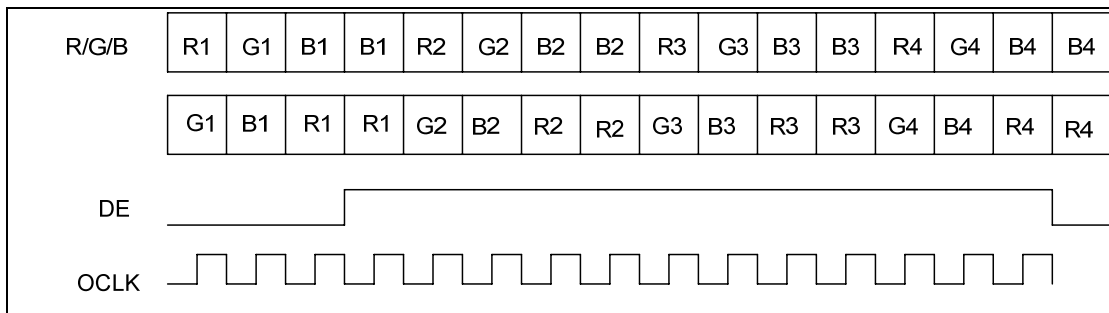 R/G/B R1 G1 B1 B1 R2 G2 B2 B2 R3 G3 B3 B3 R4 G4 B4 B4
G1 B1 R1 R1 G2 B2 R2 R2 G3 B3 R3 R3 G4 B4 R4 R4
DE
OCLK